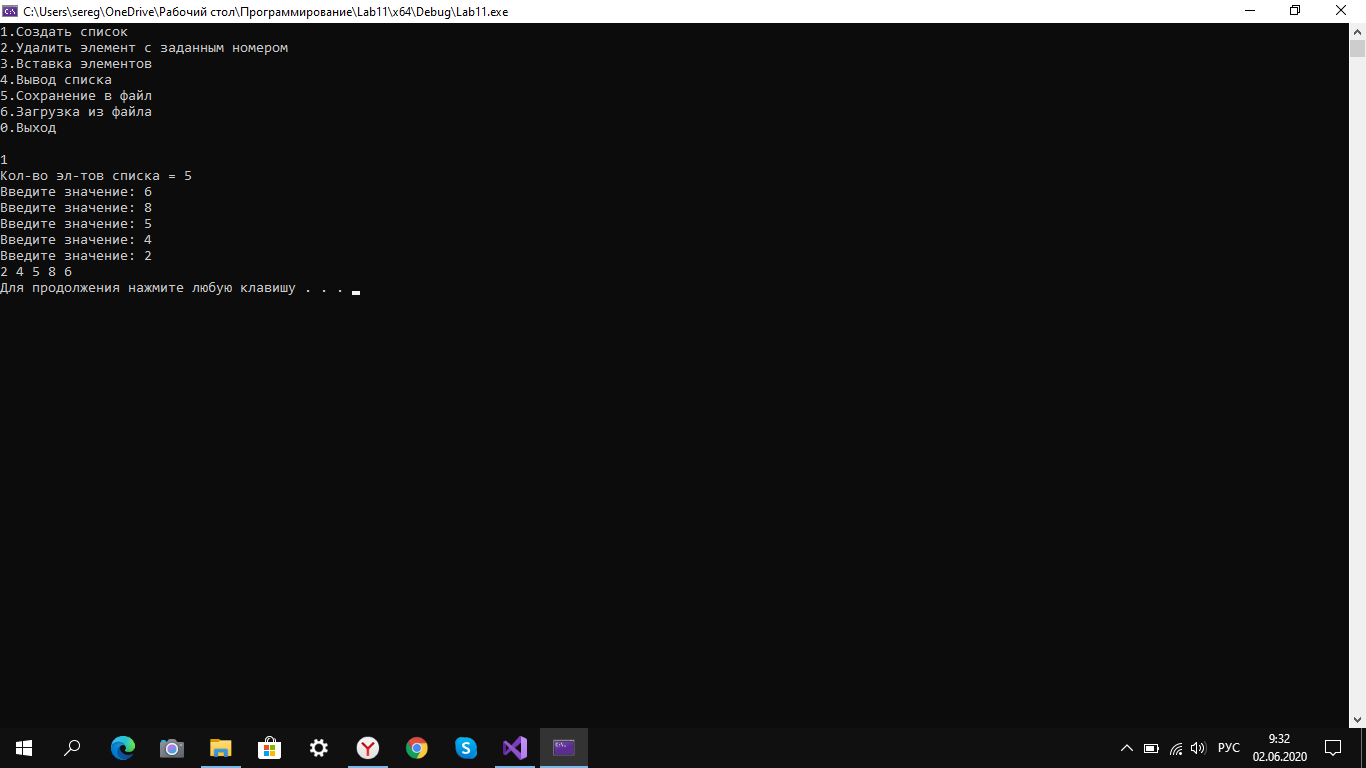 C:\Users\sereg\OneDrive\Рабочий стол\Программирование\Lab11\x64\Debug\Lab11.exe
1.Создать список
2.Удалить элемент с заданным номером
3.Вставка элементов
4.Вывод списка
5.Сохранение в файл
6.Загрузка из файла
0.Выход
1
Кол-во эл-тов списка = 5
Введите значение: 6
Введите значение: 8
Введите значение: 5
Введите значение: 4
Введите значение: 2
2 4 5 8 6
Для продолжения нажмите любую клавишу . . .
РУС
9:32
02.06.2020